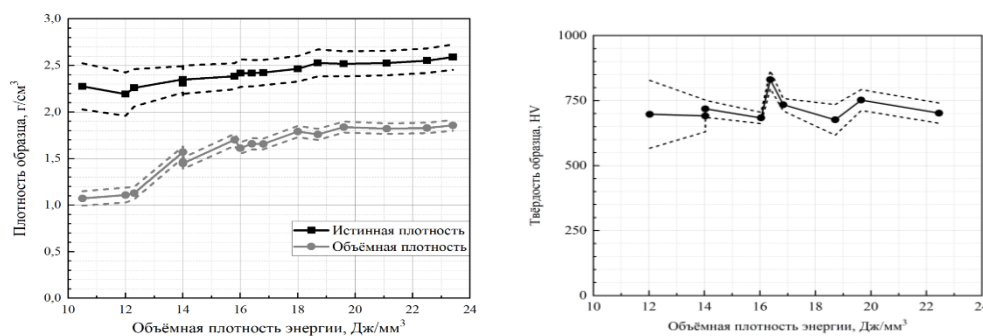 Плотность образца, г/см³
3,0
2,5
2,0
1,5
1,0
0,5
0,0
Истинная плотность
Объёмная плотность
10 12 14 16 18 20 22 24
Объёмная плотность энергии, Дж/мм³
Твёрдость образца, HV
1000
750
500
250
0
12 14 16 18 20 22
Объёмная плотность энергии, Дж/мм³